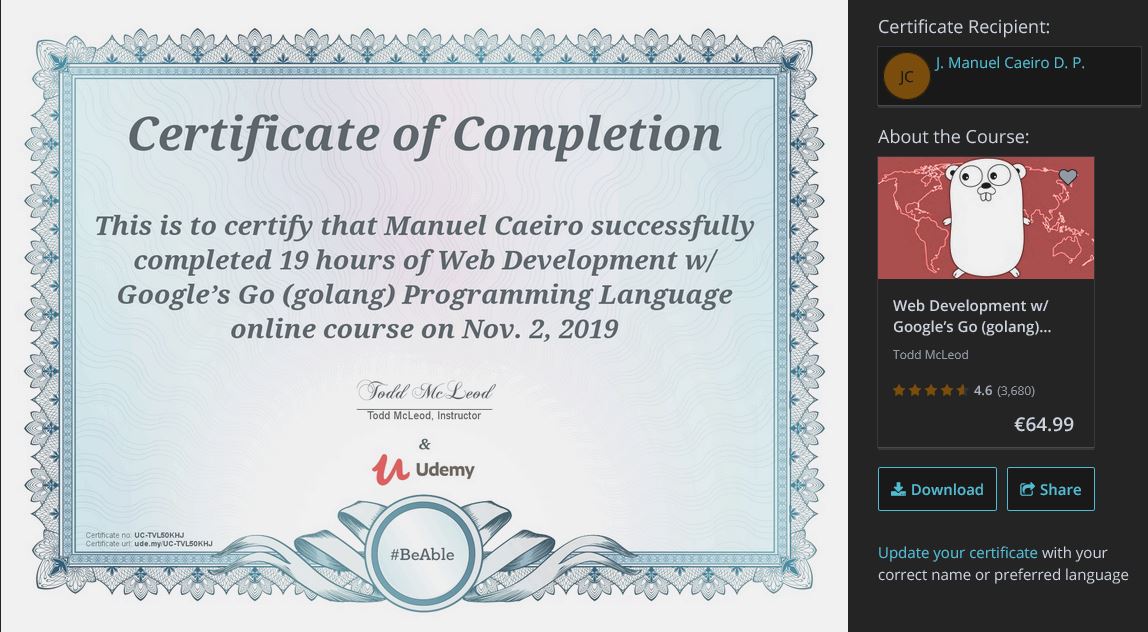 Certificate of Completion
This is to certify that Manuel Caeiro successfully
completed 19 hours of Web Development w/
Google’s Go (golang) Programming Language
online course on Nov. 2, 2019
Todd McLeod
Todd McLeod, Instructor
&
Udemy
#BeAble
Certificate no: UC-TVL50KHJ
Certificate url: ude.my/UC-TVL50KHJ
Certificate Recipient:
JC
J. Manuel Caeiro D. P.
About the Course:
Web Development w/
Google’s Go (golang)...
Todd McLeod
4.6 (3,680)
€64.99
Download
Share
Update your certificate with your
correct name or preferred language